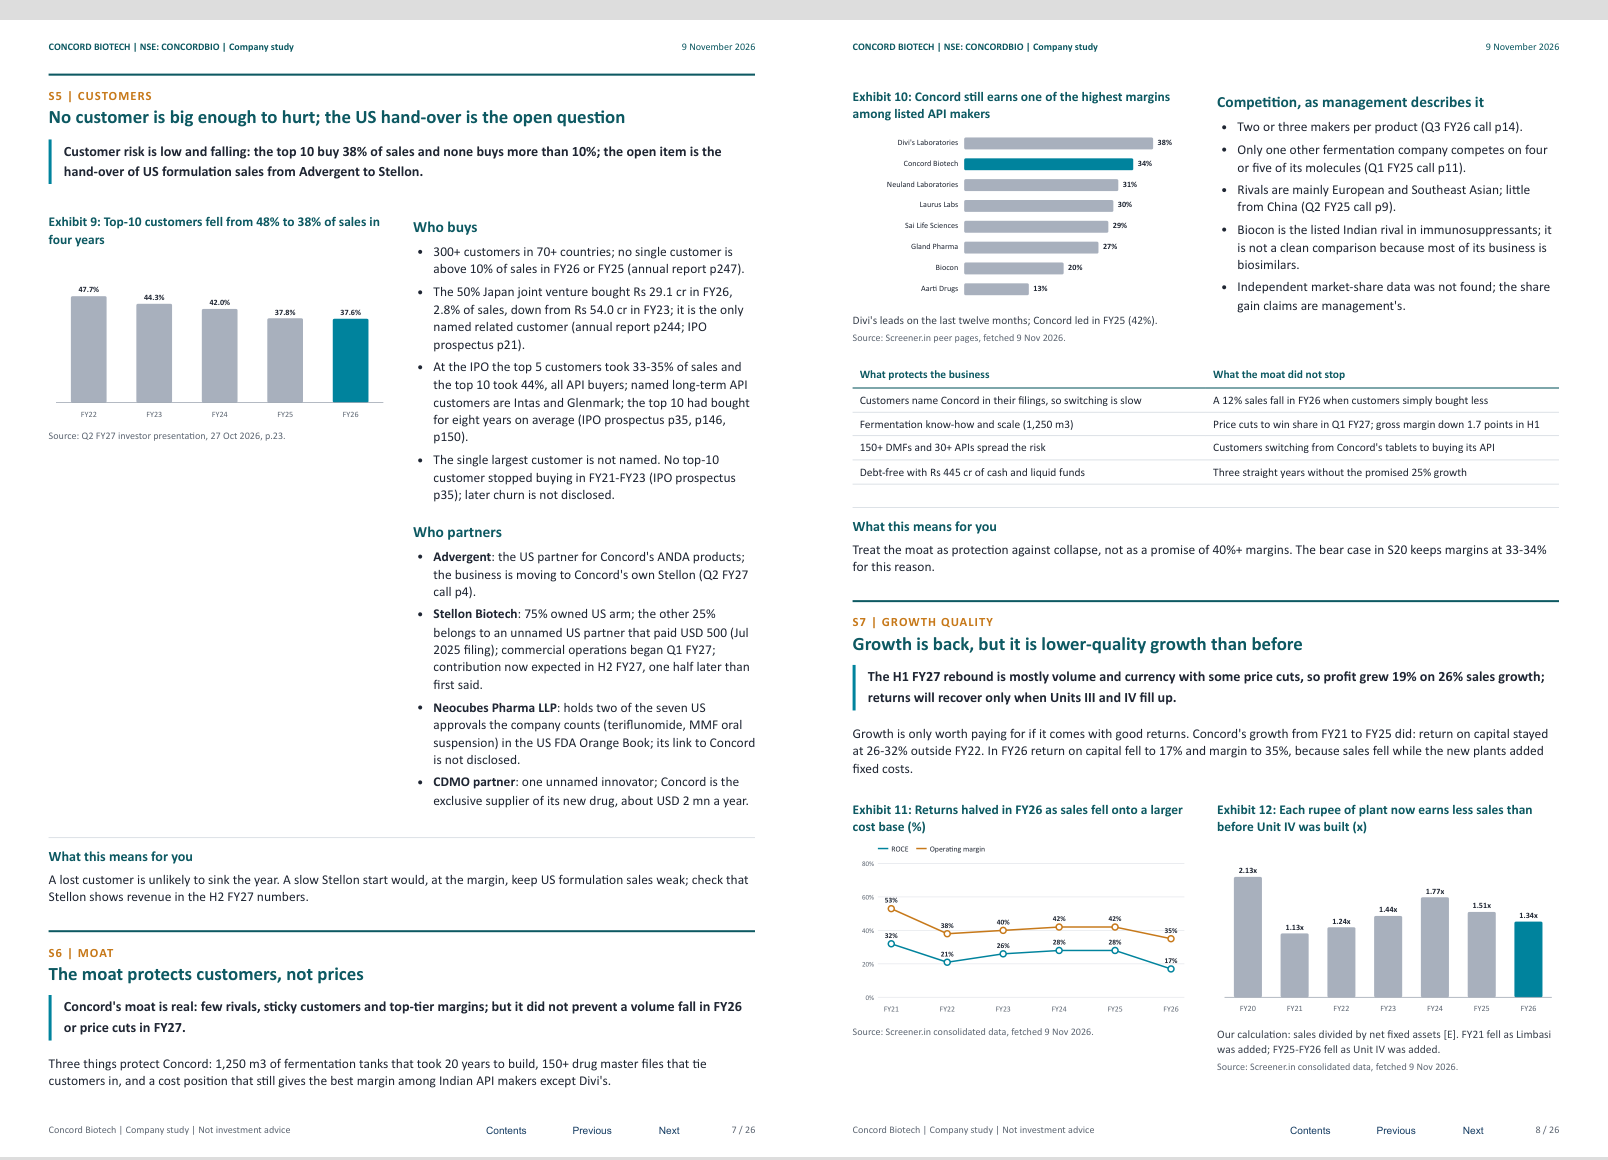 CONCORD BIOTECH | NSE: CONCORDBIO | Company study
9 November 2026
S5 | CUSTOMERS
No customer is big enough to hurt; the US hand-over is the open question
Customer risk is low and falling: the top 10 buy 38% of sales and none buys more than 10%; the open item is the
hand-over of US formulation sales from Advergent to Stellon.
Exhibit 9: Top-10 customers fell from 48% to 38% of sales in
four years
47.7%
44.3%
42.0%
37.8%
37.6%
FY22
FY23
FY24
FY25
FY26
Source: Q2 FY27 investor presentation, 27 Oct 2026, p.23.
Who buys
• 300+ customers in 70+ countries; no single customer is
above 10% of sales in FY26 or FY25 (annual report p247).
• The 50% Japan joint venture bought Rs 29.1 cr in FY26,
2.8% of sales, down from Rs 54.0 cr in FY23; it is the only
named related customer (annual report p244; IPO
prospectus p21).
• At the IPO the top 5 customers took 33-35% of sales and
the top 10 took 44%, all API buyers; named long-term API
customers are Intas and Glenmark; the top 10 had bought
for eight years on average (IPO prospectus p35, p146,
p150).
• The single largest customer is not named. No top-10
customer stopped buying in FY21-FY23 (IPO prospectus
p35); later churn is not disclosed.
Who partners
• Advergent: the US partner for Concord's ANDA products;
the business is moving to Concord's own Stellon (Q2 FY27
call p4).
• Stellon Biotech: 75% owned US arm; the other 25%
belongs to an unnamed US partner that paid USD 500 (Jul
2025 filing); commercial operations began Q1 FY27;
contribution now expected in H2 FY27, one half later than
first said.
• Neocubes Pharma LLP: holds two of the seven US
approvals the company counts (teriflunomide, MMF oral
suspension) in the US FDA Orange Book; its link to Concord
is not disclosed.
• CDMO partner: one unnamed innovator; Concord is the
exclusive supplier of its new drug, about USD 2 mn a year.
What this means for you
A lost customer is unlikely to sink the year. A slow Stellon start would, at the margin, keep US formulation sales weak; check that
Stellon shows revenue in the H2 FY27 numbers.
S6 | MOAT
The moat protects customers, not prices
Concord's moat is real: few rivals, sticky customers and top-tier margins; but it did not prevent a volume fall in FY26
or price cuts in FY27.
Three things protect Concord: 1,250 m3 of fermentation tanks that took 20 years to build, 150+ drug master files that tie
customers in, and a cost position that still gives the best margin among Indian API makers except Divi's.
Concord Biotech | Company study | Not investment advice
Contents
Previous
Next
7 / 26
CONCORD BIOTECH | NSE: CONCORDBIO | Company study
9 November 2026
Exhibit 10: Concord still earns one of the highest margins
among listed API makers
Divi's Laboratories 38%
Concord Biotech 34%
Neuland Laboratories 31%
Laurus Labs 30%
Sai Life Sciences 29%
Gland Pharma 27%
Biocon 20%
Aarti Drugs 13%
Divi's leads on the last twelve months; Concord led in FY25 (42%).
Source: Screener.in peer pages, fetched 9 Nov 2026.
Competition, as management describes it
• Two or three makers per product (Q3 FY26 call p14).
• Only one other fermentation company competes on four
or five of its molecules (Q1 FY25 call p11).
• Rivals are mainly European and Southeast Asian; little
from China (Q2 FY25 call p9).
• Biocon is the listed Indian rival in immunosuppressants; it
is not a clean comparison because most of its business is
biosimilars.
• Independent market-share data was not found; the share
gain claims are management's.
What protects the business
What the moat did not stop
Customers name Concord in their filings, so switching is slow
A 12% sales fall in FY26 when customers simply bought less
Fermentation know-how and scale (1,250 m3)
Price cuts to win share in Q1 FY27; gross margin down 1.7 points in H1
150+ DMFs and 30+ APIs spread the risk
Customers switching from Concord's tablets to buying its API
Debt-free with Rs 445 cr of cash and liquid funds
Three straight years without the promised 25% growth
What this means for you
Treat the moat as protection against collapse, not as a promise of 40%+ margins. The bear case in S20 keeps margins at 33-34%
for this reason.
S7 | GROWTH QUALITY
Growth is back, but it is lower-quality growth than before
The H1 FY27 rebound is mostly volume and currency with some price cuts, so profit grew 19% on 26% sales growth;
returns will recover only when Units III and IV fill up.
Growth is only worth paying for if it comes with good returns. Concord's growth from FY21 to FY25 did: return on capital stayed
at 26-32% outside FY22. In FY26 return on capital fell to 17% and margin to 35%, because sales fell while the new plants added
fixed costs.
Exhibit 11: Returns halved in FY26 as sales fell onto a larger
cost base (%)
ROCE
Operating margin
80%
60%
40%
20%
0%
53%
38%
40%
42%
42%
35%
32%
21%
26%
28%
28%
17%
FY21
FY22
FY23
FY24
FY25
FY26
Source: Screener.in consolidated data, fetched 9 Nov 2026.
Exhibit 12: Each rupee of plant now earns less sales than
before Unit IV was built (x)
2.13x
1.13x
1.24x
1.44x
1.77x
1.51x
1.34x
FY20
FY21
FY22
FY23
FY24
FY25
FY26
Our calculation: sales divided by net fixed assets [E]. FY21 fell as Limbasi
was added; FY25-FY26 fell as Unit IV was added.
Source: Screener.in consolidated data, fetched 9 Nov 2026.
Concord Biotech | Company study | Not investment advice
Contents
Previous
Next
8 / 26